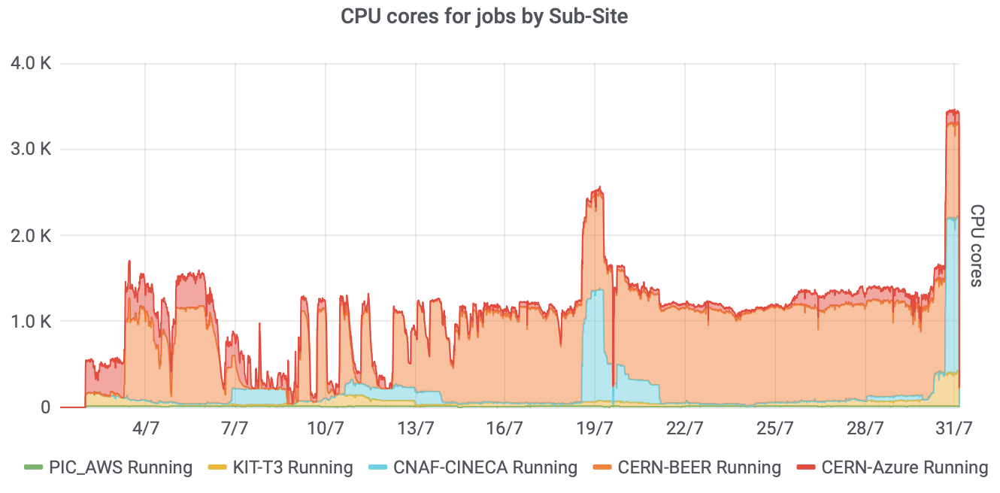 CPU cores for jobs by Sub-Site
4.0 K
3.0 K
2.0 K
1.0 K
0
4/7 7/7 10/7 13/7 16/7 19/7 22/7 25/7 28/7 31/7
CPU cores
PIC_AWS Running KIT-T3 Running CNAF-CINECA Running CERN-BEER Running CERN-Azure Running